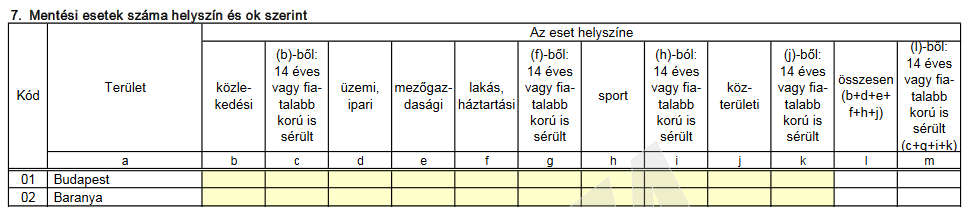 7. Mentési esetek száma helyszín és ok szerint
Kód
Terület
Az eset helyszíne
közle-
kedési
(b)-ből:
14 éves
vagy fia-
talabb
korú is
sérült
üzemi,
ipari
mezőgaz-
dasági
lakás,
háztartási
(f)-ből:
14 éves
vagy fia-
talabb
korú is
sérült
sport
(h)-ból:
14 éves
vagy fia-
talabb
korú is
sérült
köz-
területi
(j)-ből:
14 éves
vagy fia-
talabb
korú is
sérült
összesen
(b+d+e+
f+h+j)
(l)-ből:
14 éves
vagy fia-
talabb
korú is
sérült
(c+g+i+k)
a b c d e f g h i j k l m
01 Budapest
02 Baranya